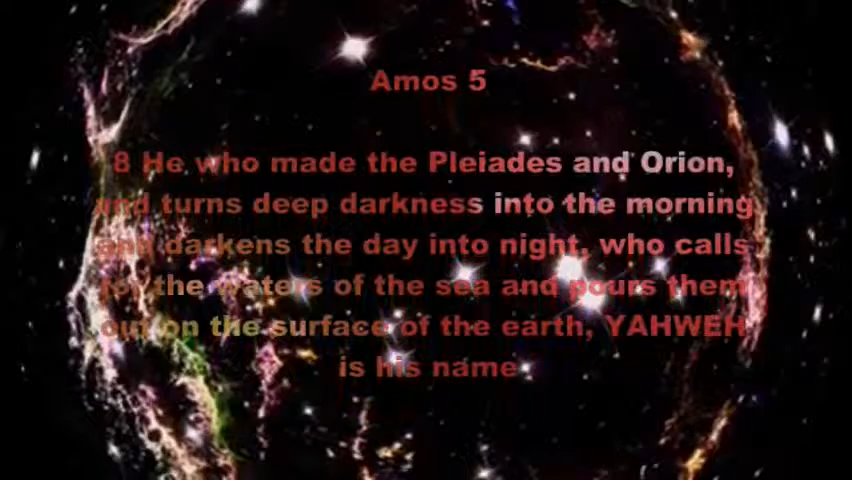 Amos 5
8 He who made the Pleiades and Orion,
and turns deep darkness into the morning
and darkens the day into night, who calls
for the waters of the sea and pours them
out on the surface of the earth, YAHWEH
is his name